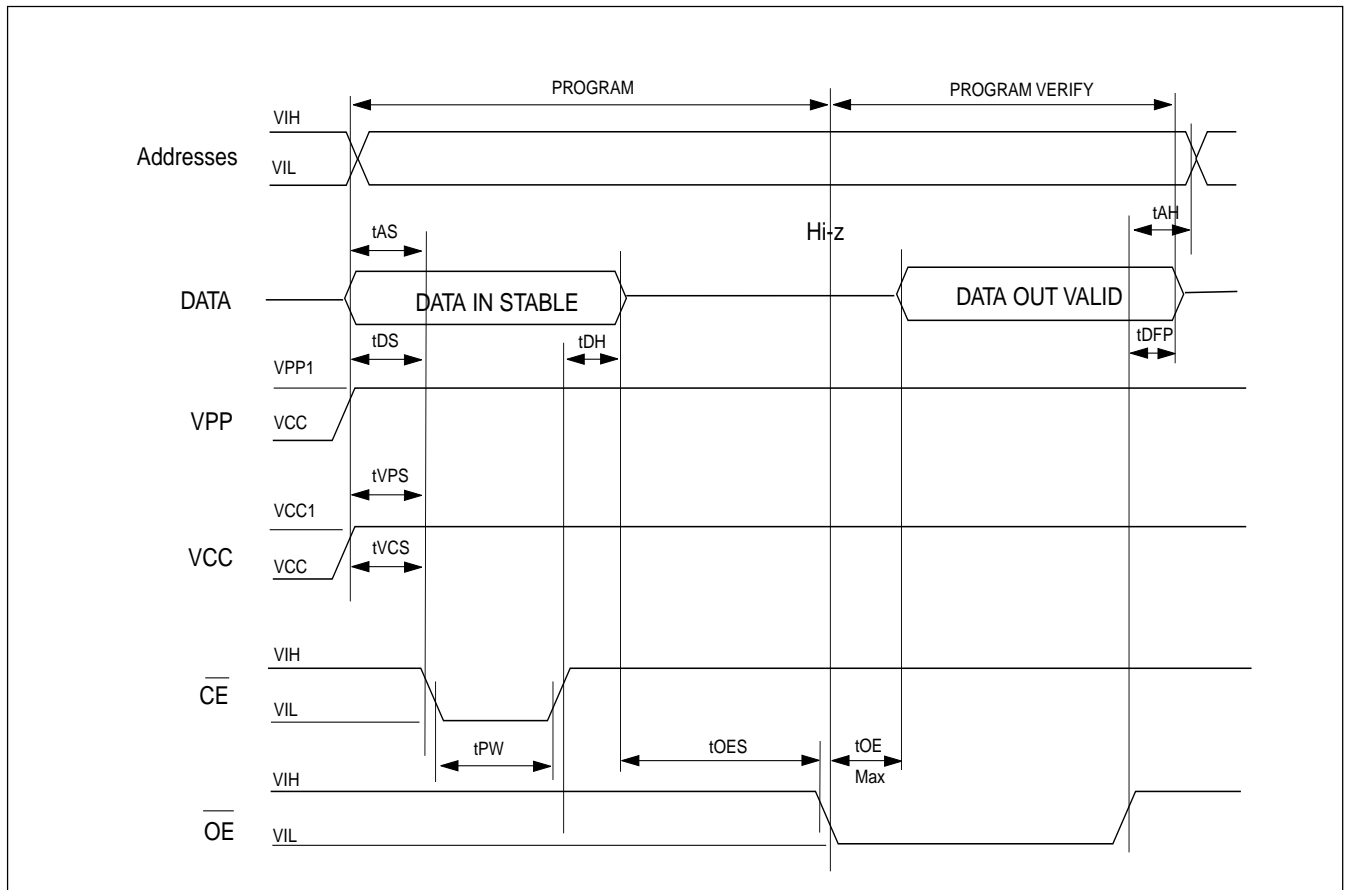 PROGRAM
PROGRAM VERIFY
VIH
Addresses
VIL
tAS
Hi-z
tAH
DATA
DATA IN STABLE
DATA OUT VALID
tDS
tDH
tDFP
VPP1
VPP
VCC
tVPS
VCC1
VCC
tVCS
VCC
VIH
CE
VIL
tPW
tOES
tOE
Max
VIH
OE
VIL